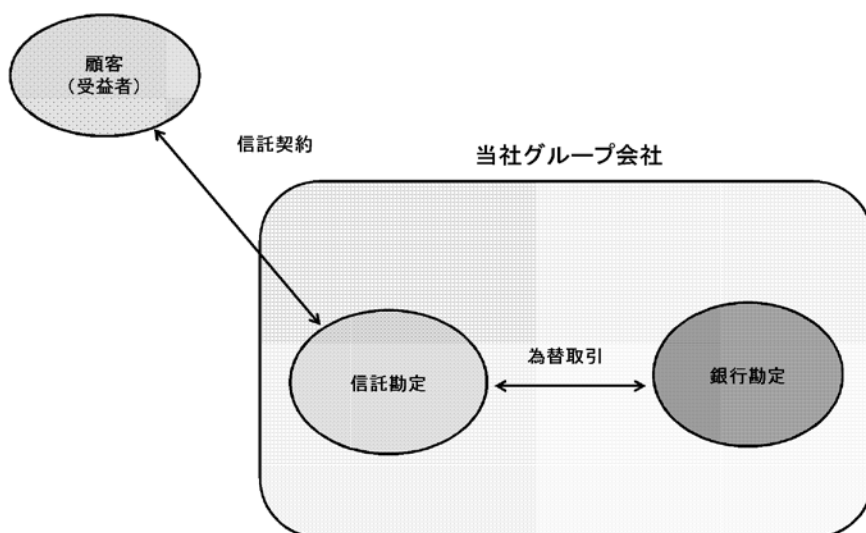 顧客
（受益者）
信託契約
当社グループ会社
信託勘定
為替取引
銀行勘定